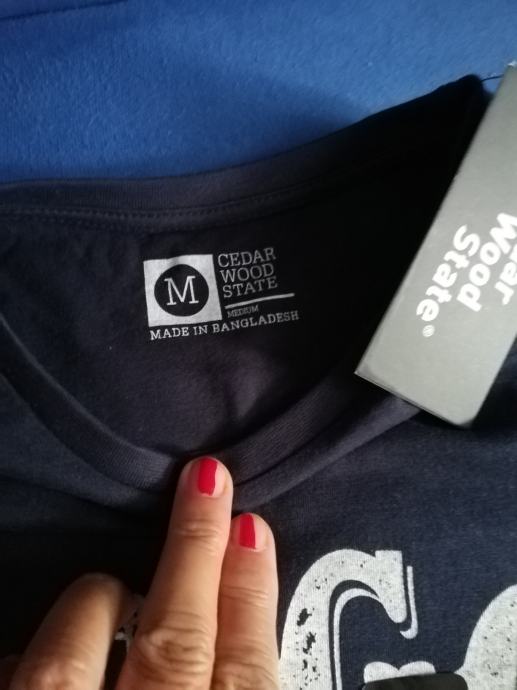 M
CEDAR
WOOD
STATE
MEDIUM
MADE IN BANGLADESH
Wood
State®